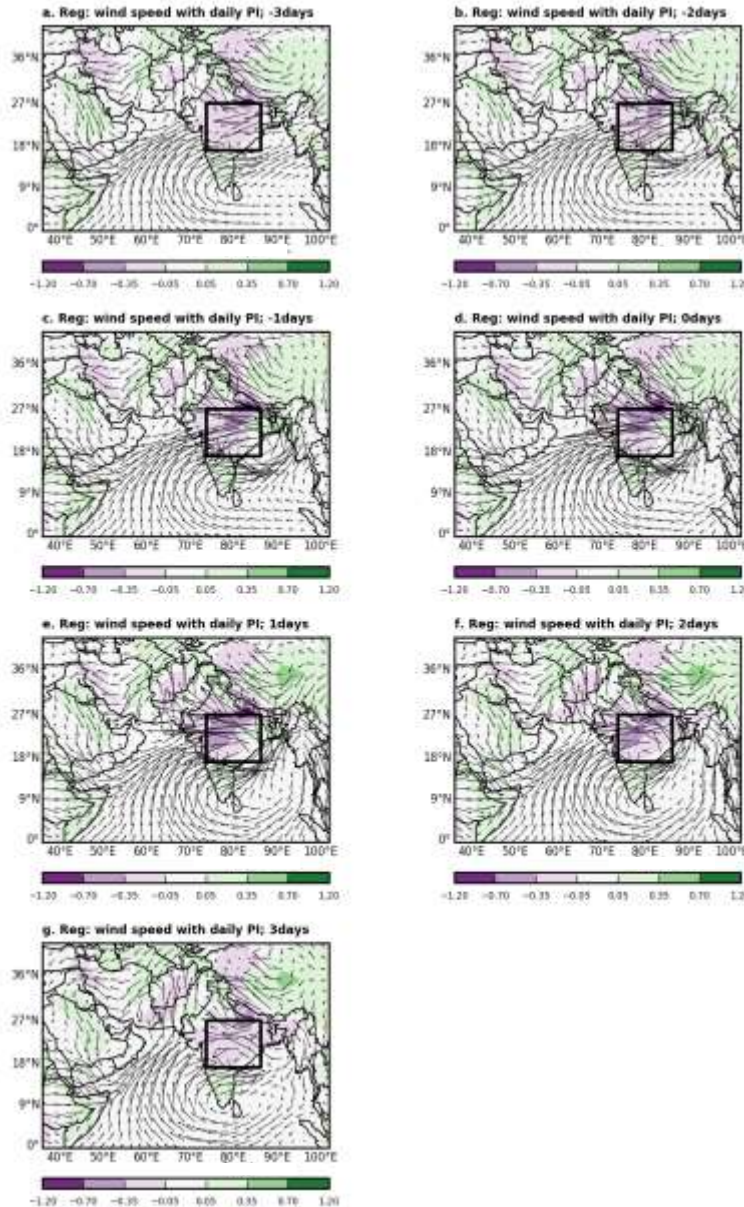 a. Reg: wind speed with daily PI; -3days
36°N
27°N
18°N
9°N
0°
40°E 50°E 60°E 70°E 80°E 90°E 100°E
−1.20 −0.70 −0.35 −0.05 0.05 0.35 0.70 1.20
b. Reg: wind speed with daily PI; -2days
36°N
27°N
18°N
9°N
0°
40°E 50°E 60°E 70°E 80°E 90°E 100°E
−1.20 −0.70 −0.35 −0.05 0.05 0.35 0.70 1.2
c. Reg: wind speed with daily PI; -1days
36°N
27°N
18°N
9°N
0°
40°E 50°E 60°E 70°E 80°E 90°E 100°E
−1.20 −0.70 −0.35 −0.05 0.05 0.35 0.70 1.20
d. Reg: wind speed with daily PI; 0days
36°N
27°N
18°N
9°N
0°
40°E 50°E 60°E 70°E 80°E 90°E 100°E
−1.20 −0.70 −0.35 −0.05 0.05 0.35 0.70 1.2
e. Reg: wind speed with daily PI; 1days
36°N
27°N
18°N
9°N
0°
40°E 50°E 60°E 70°E 80°E 90°E 100°E
−1.20 −0.70 −0.35 −0.05 0.05 0.35 0.70 1.20
f. Reg: wind speed with daily PI; 2days
36°N
27°N
18°N
9°N
0°
40°E 50°E 60°E 70°E 80°E 90°E 100°E
−1.20 −0.70 −0.35 −0.05 0.05 0.35 0.70 1.2
g. Reg: wind speed with daily PI; 3days
36°N
27°N
18°N
9°N
0°
40°E 50°E 60°E 70°E 80°E 90°E 100°E
−1.20 −0.70 −0.35 −0.05 0.05 0.35 0.70 1.20